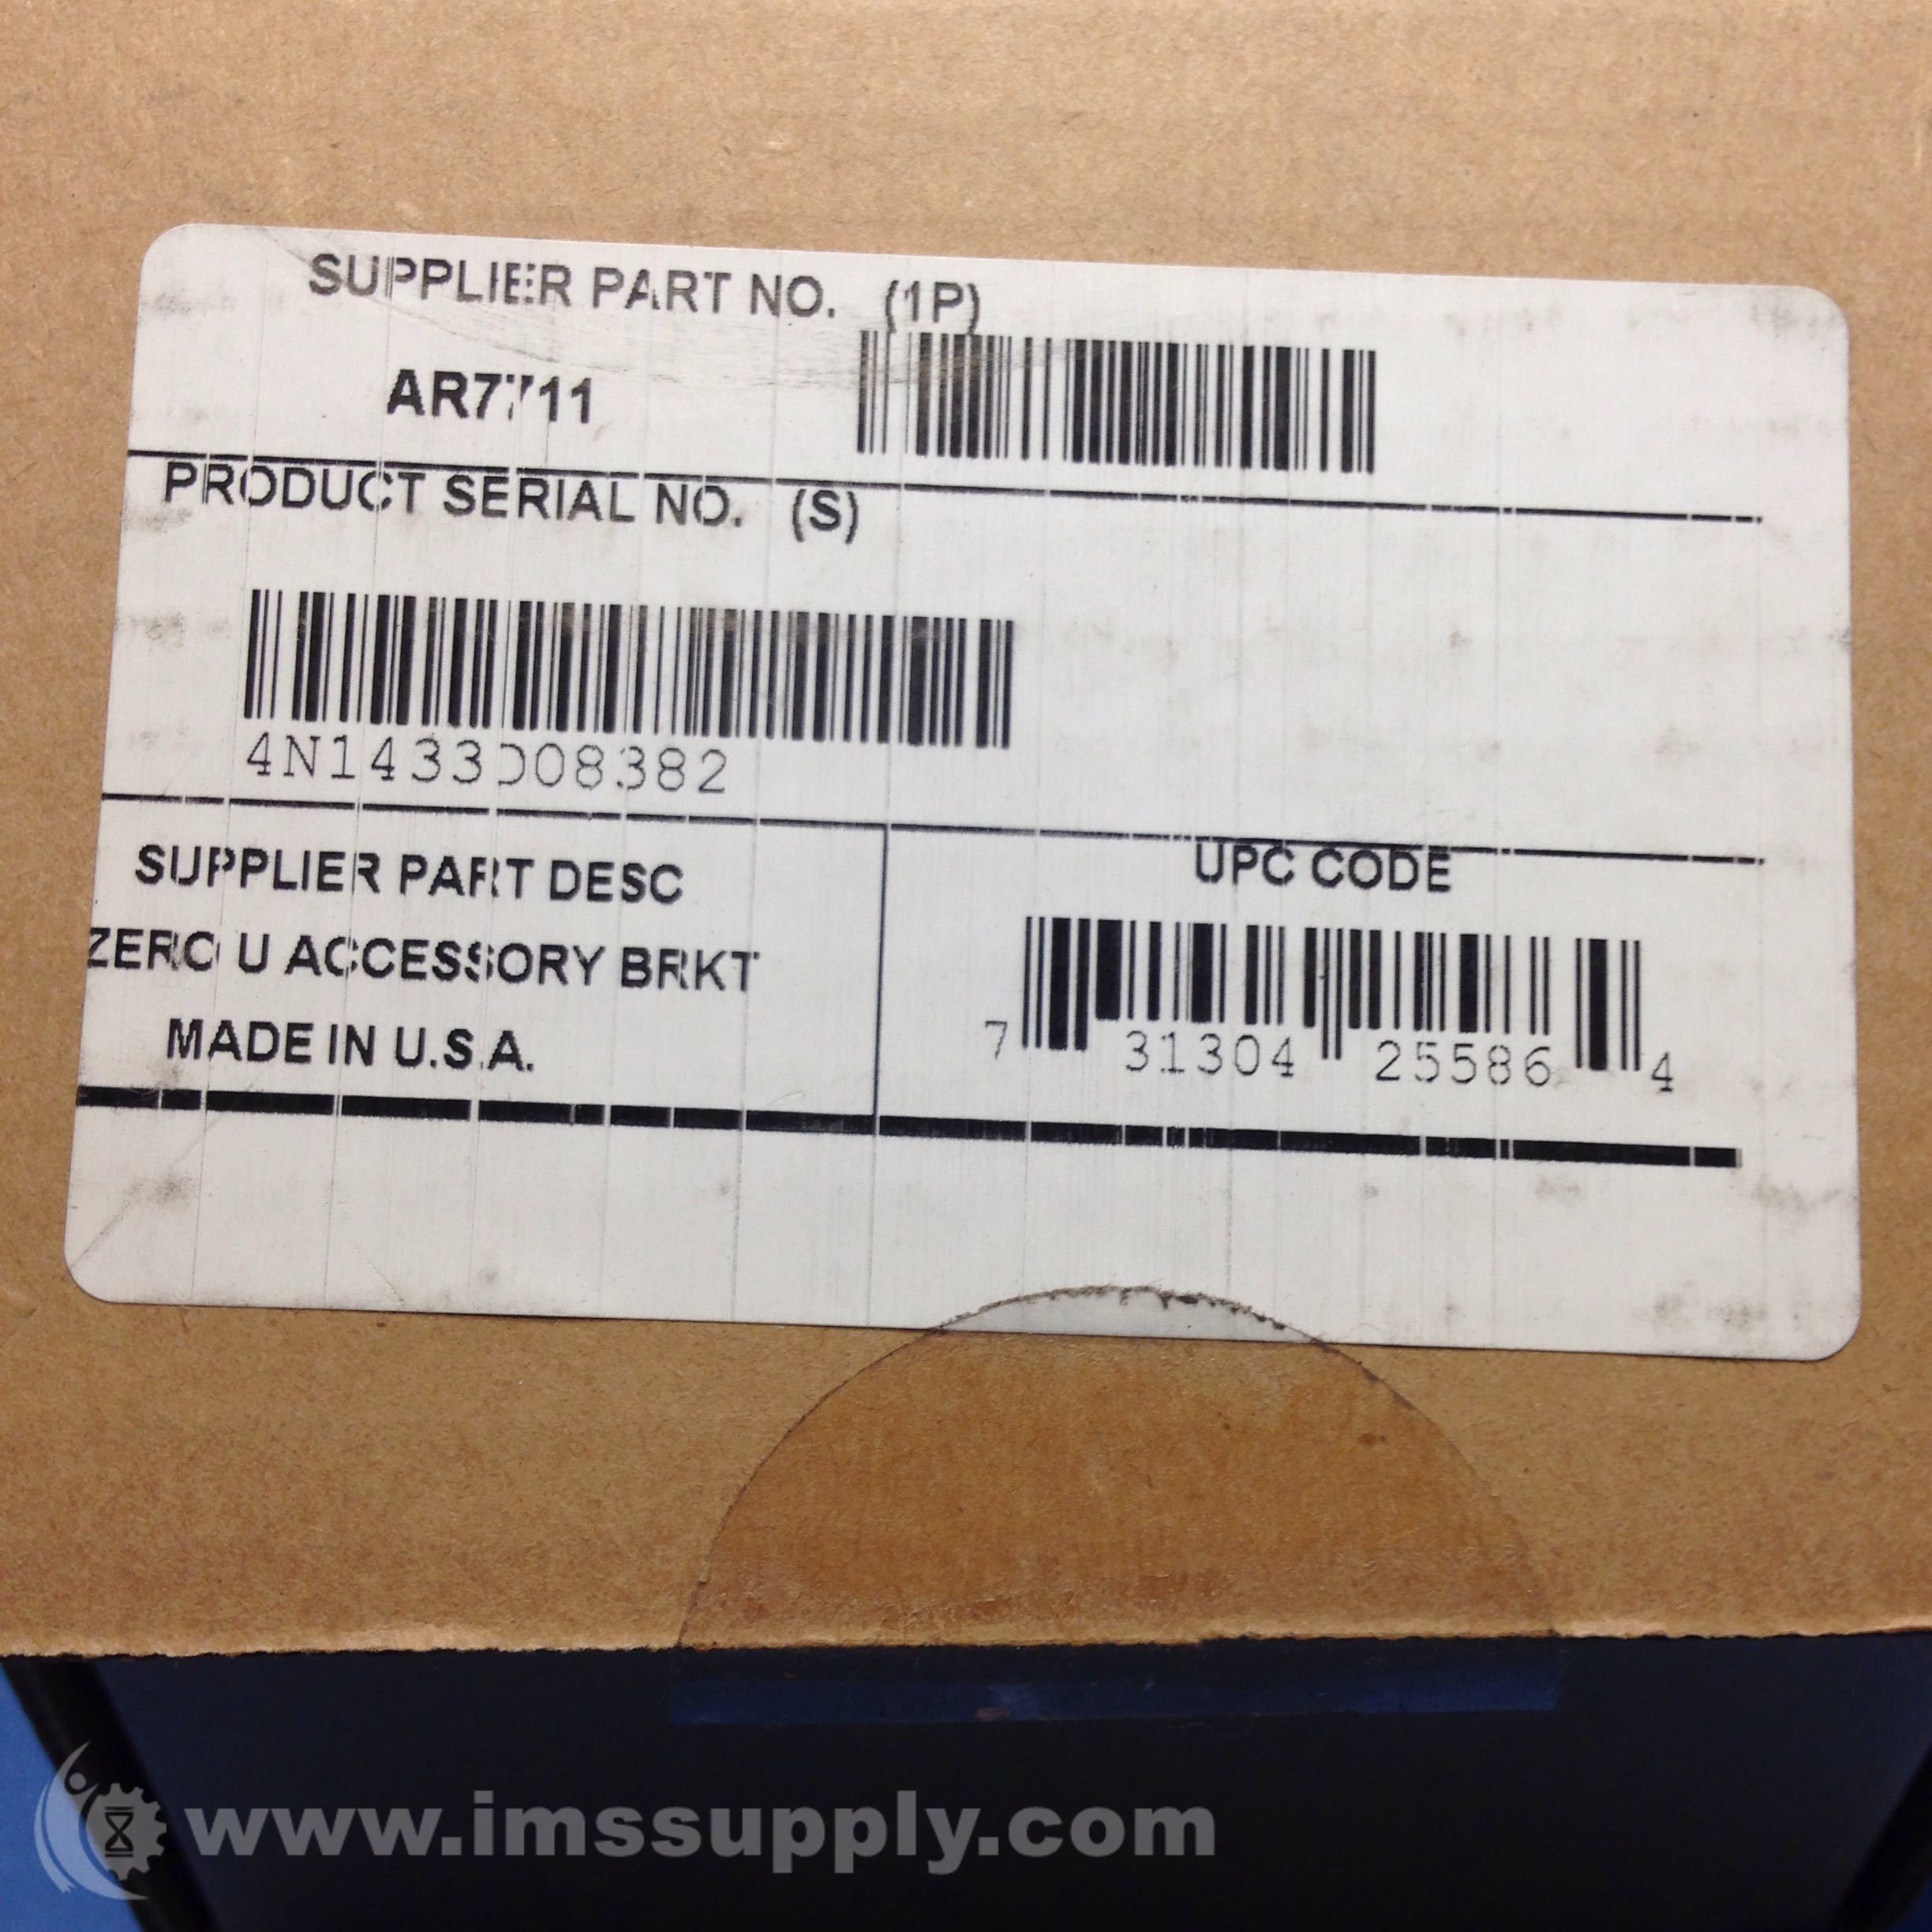 SUPPLIER PART NO. (1P)
AR7711
PRODUCT SERIAL NO. (S)
4N1433D08382
SUPPLIER PART DESC
ZERO U ACCESSORY BRKT
MADE IN U.S.A.
UPC CODE
7 31304 25586 4
www.imssupply.com